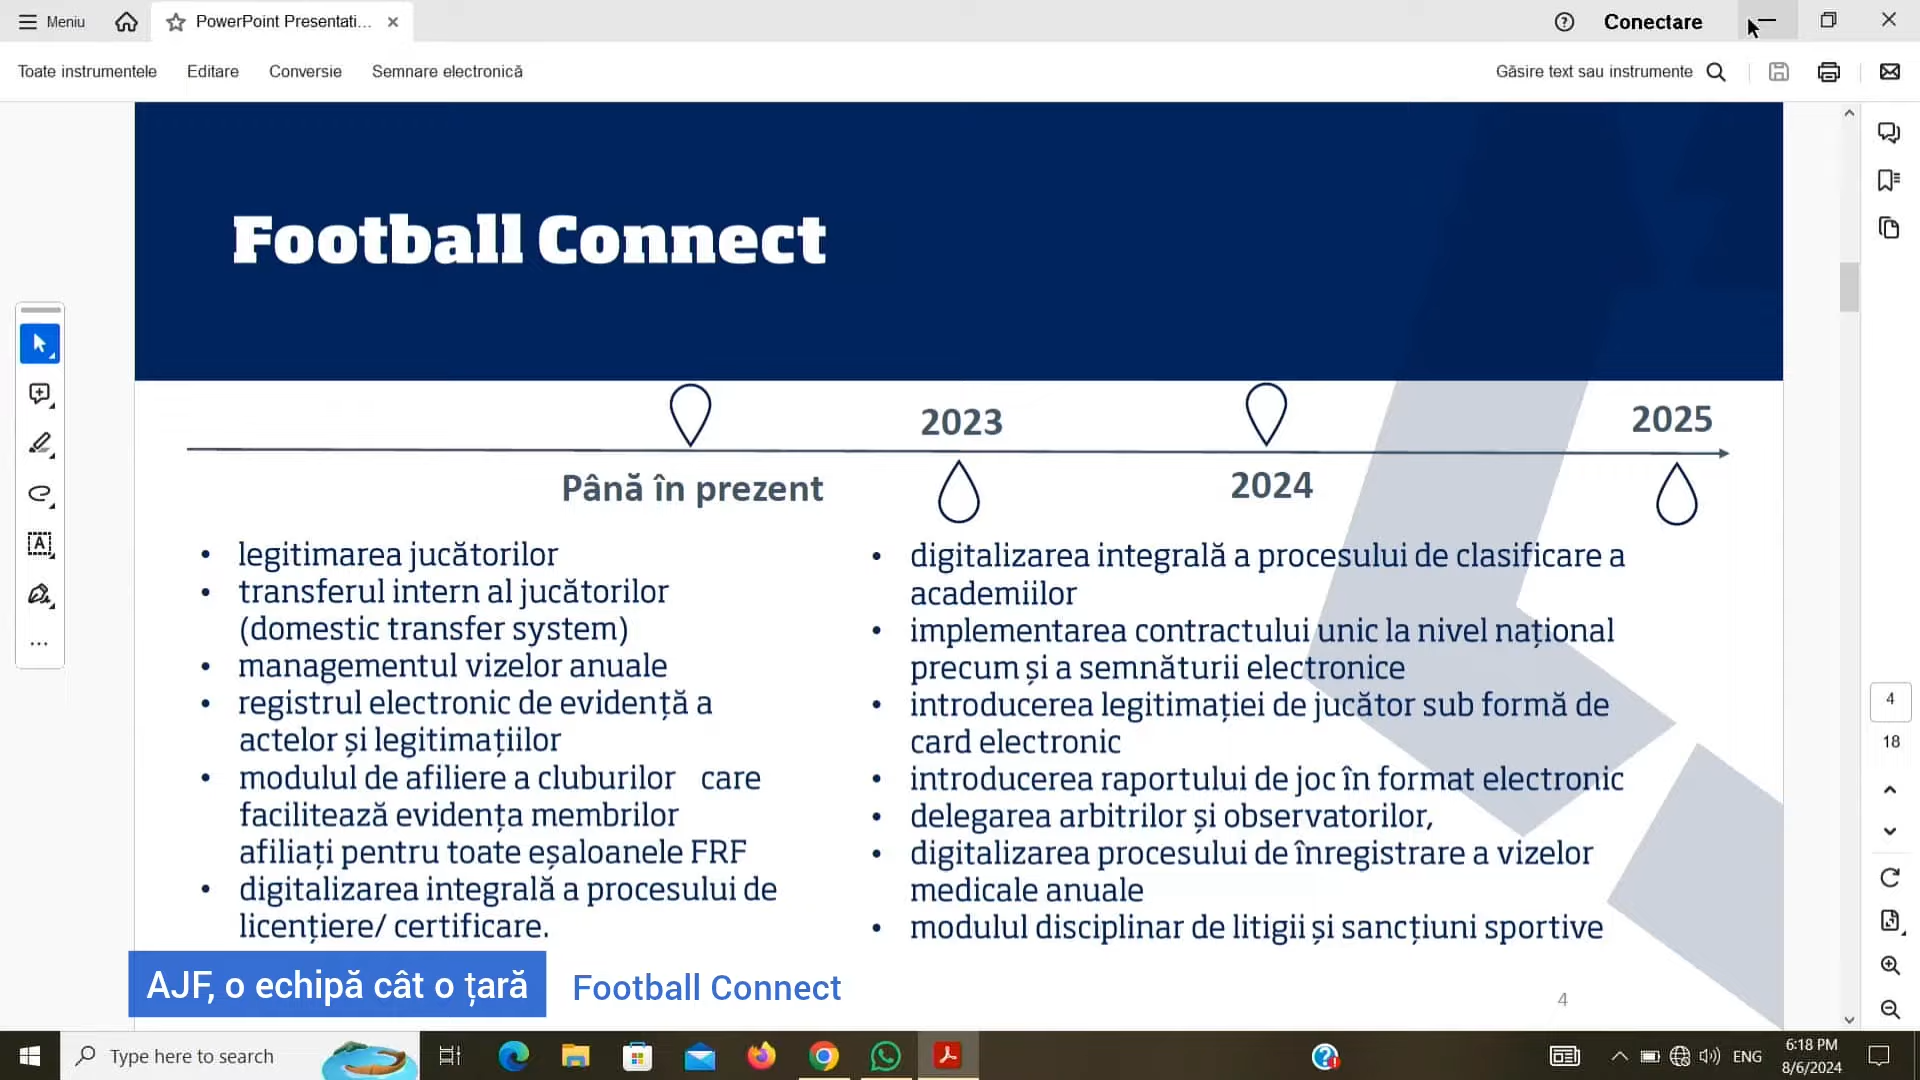 Meniu
PowerPoint Presentati...
Conectare
Toate instrumentele
Editare
Conversie
Semnare electronică
Găsire text sau instrumente
Football Connect
2023
2025
Până în prezent
2024
• legitimarea jucătorilor
• transferul intern al jucătorilor
(domestic transfer system)
• managementul vizelor anuale
• registrul electronic de evidență a
actelor și legitimațiilor
• modulul de afiliere a cluburilor care
facilitează evidența membrilor
afiliați pentru toate eșaloanele FRF
• digitalizarea integrală a procesului de
licențiere/ certificare.
• digitalizarea integrală a procesului de clasificare a
academiilor
• implementarea contractului unic la nivel național
precum și a semnăturii electronice
• introducerea legitimației de jucător sub formă de
card electronic
• introducerea raportului de joc în format electronic
• delegarea arbitrilor și observatorilor,
• digitalizarea procesului de înregistrare a vizelor
medicale anuale
• modulul disciplinar de litigii și sancțiuni sportive
4
4
18
AJF, o echipă cât o țară
Football Connect
Type here to search
ENG
6:18 PM
8/6/2024